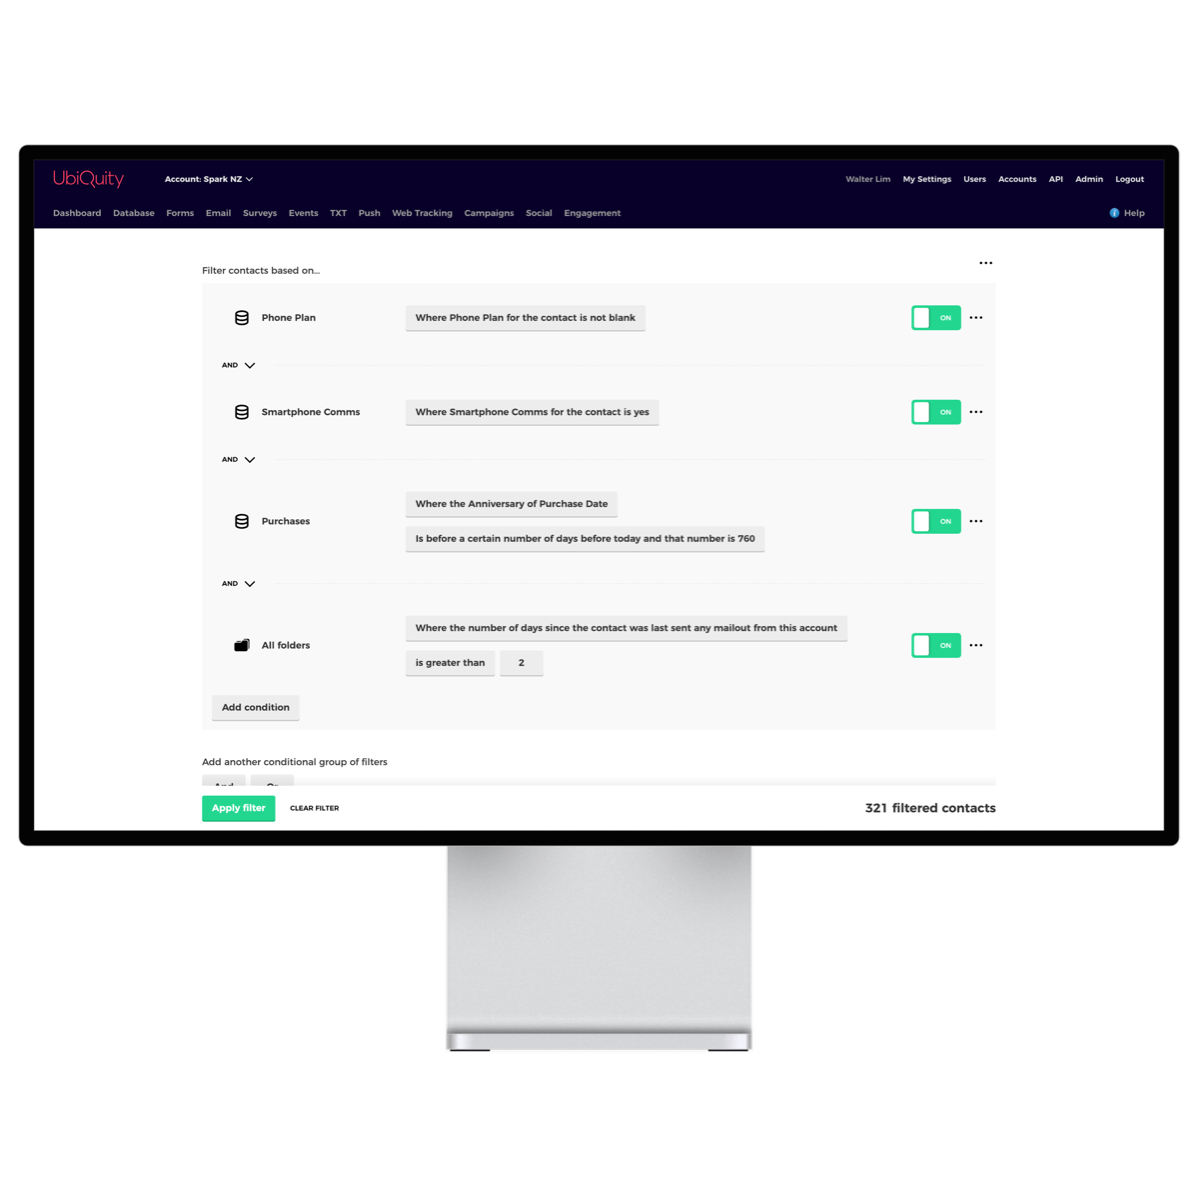 UbiQuity
Account: Spark NZ
Walter Lim My Settings Users Accounts API Admin Logout
Dashboard Database Forms Email Surveys Events TXT Push Web Tracking Campaigns Social Engagement
i Help
Filter contacts based on...
Phone Plan
Where Phone Plan for the contact is not blank
ON
AND
Smartphone Comms
Where Smartphone Comms for the contact is yes
ON
AND
Where the Anniversary of Purchase Date
Purchases
ON
Is before a certain number of days before today and that number is 760
AND
Where the number of days since the contact was last sent any mailout from this account
All folders
ON
is greater than 2
Add condition
Add another conditional group of filters
And Or
Apply filter
CLEAR FILTER
321 filtered contacts